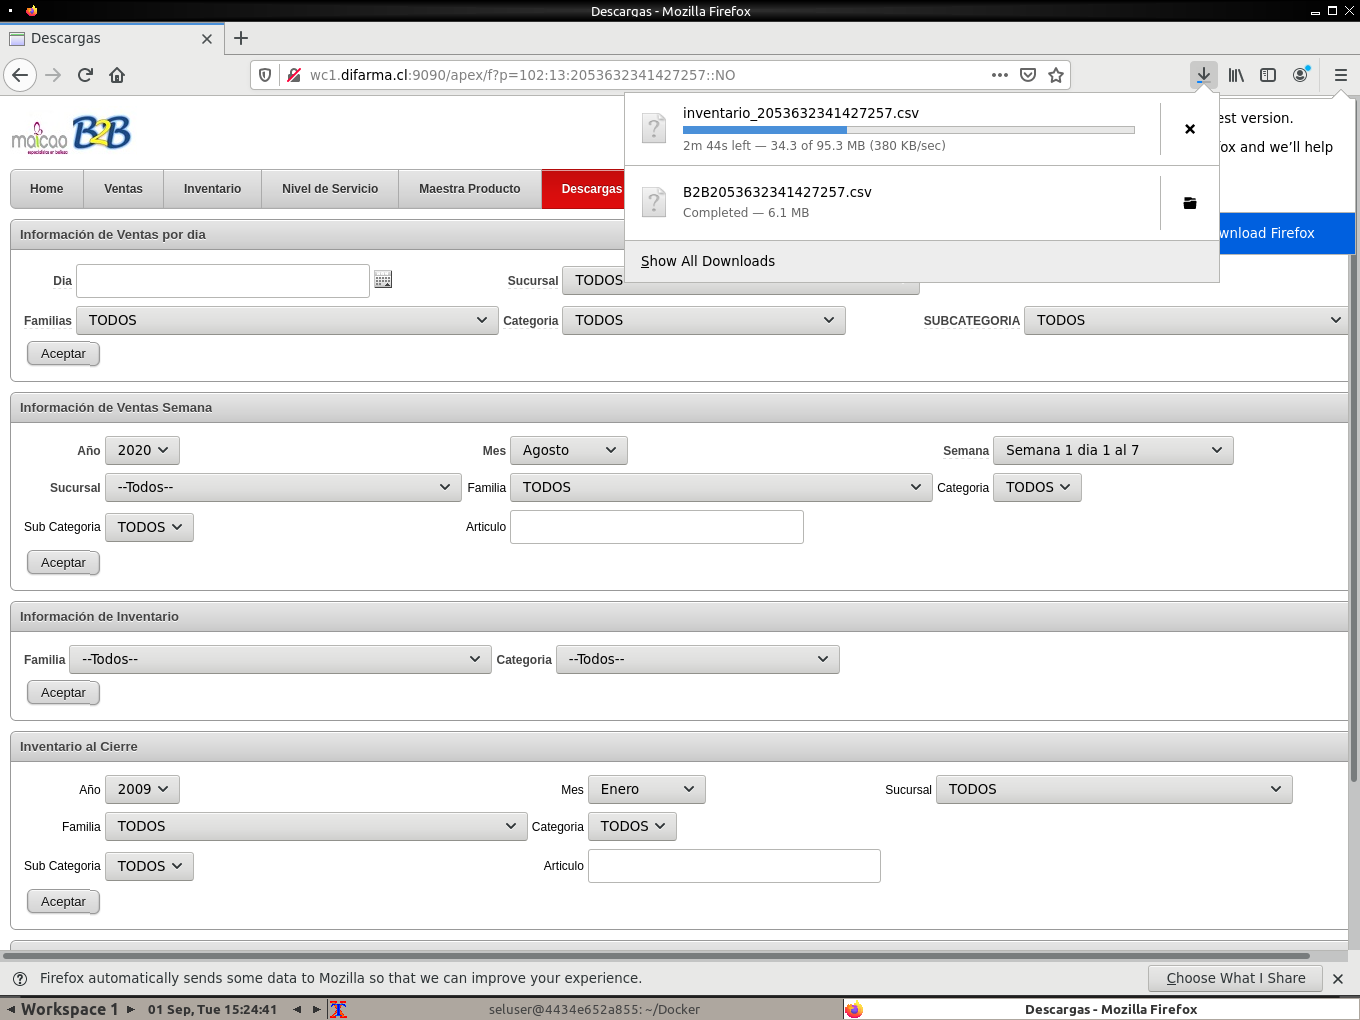 Descargas - Mozilla Firefox
Descargas
wc1.difarma.cl:9090/apex/f?p=102:13:2053632341427257::NO
inventario_2053632341427257.csv
2m 44s left — 34.3 of 95.3 MB (380 KB/sec)
B2B2053632341427257.csv
Completed — 6.1 MB
Show All Downloads
est version.
ox and we'll help
wnload Firefox
maicao
B2B
Home Ventas Inventario Nivel de Servicio Maestra Producto Descargas
Información de Ventas por dia
Dia Sucursal TODOS
Familias TODOS Categoria TODOS SUBCATEGORIA TODOS
Aceptar
Información de Ventas Semana
Año 2020 Mes Agosto Semana Semana 1 dia 1 al 7
Sucursal --Todos-- Familia TODOS Categoria TODOS
Sub Categoria TODOS Articulo
Aceptar
Información de Inventario
Familia --Todos-- Categoria --Todos--
Aceptar
Inventario al Cierre
Año 2009 Mes Enero Sucursal TODOS
Familia TODOS Categoria TODOS
Sub Categoria TODOS Articulo
Aceptar
Firefox automatically sends some data to Mozilla so that we can improve your experience. Choose What I Share
Workspace 1 01 Sep, Tue 15:24:41 seluser@4434e652a855: ~/Docker Descargas - Mozilla Firefox